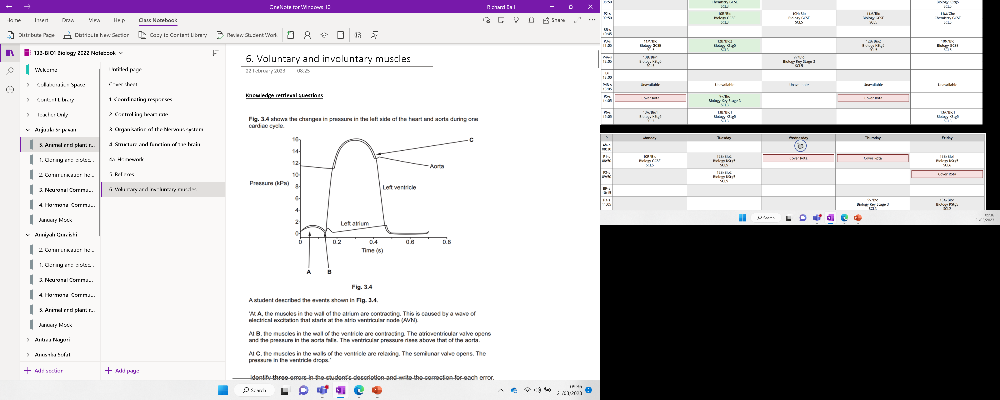 OneNote for Windows 10
Richard Ball
Home Insert Draw View Help Class Notebook
Share
Distribute Page Distribute New Section Copy to Content Library Review Student Work
13B-BIO1 Biology 2022 Notebook
Welcome
_Collaboration Space
_Content Library
_Teacher Only
Anjuula Sripavan
5. Animal and plant r...
1. Cloning and biotec...
2. Communication ho...
3. Neuronal Commu...
4. Hormonal Commu...
January Mock
Anniyah Quraishi
2. Communication ho...
1. Cloning and biotec...
3. Neuronal Commu...
4. Hormonal Commu...
5. Animal and plant r...
January Mock
Antraa Nagori
Anushka Sofat
Add section
Untitled page
Cover sheet
1. Coordinating responses
2. Controlling heart rate
3. Organisation of the Nervous system
4. Structure and function of the brain
4a. Homework
5. Reflexes
6. Voluntary and involuntary muscles
Add page
6. Voluntary and involuntary muscles
22 February 2023 08:25
Knowledge retrieval questions
Fig. 3.4 shows the changes in pressure in the left side of the heart and aorta during one
cardiac cycle.
16
14
12
10
8
6
4
2
0
Pressure (kPa)
C
Aorta
Left ventricle
Left atrium
0 0.2 0.4 0.6 0.8
Time (s)
A B
Fig. 3.4
A student described the events shown in Fig. 3.4.
‘At A, the muscles in the wall of the atrium are contracting. This is caused by a wave of
electrical excitation that starts at the atrio ventricular node (AVN).
At B, the muscles in the wall of the ventricle are contracting. The atrioventricular valve opens
and the pressure in the aorta falls. The ventricular pressure rises above that of the aorta.
At C, the muscles in the walls of the ventricle are relaxing. The semilunar valve opens. The
pressure in the ventricle drops.’
Identify three errors in the student's description and write the correction for each error.
Search
09:36
21/03/2023
3
08:50
Chemistry GCSE
SCL3
Biology KStg5
SCL5
P2-s
09:50
10R/Bio
Biology GCSE
SCL3
10N/Bio
Biology GCSE
SCL5
11M/Bio
Biology GCSE
SCL5
11M/Che
Chemistry GCSE
SCL5
BR-s
10:45
P3-s
11:05
11M/Bio
Biology GCSE
SCL5
12B/Bio2
Biology KStg5
SCL3
12B/Bio2
Biology KStg5
SCL5
10N/Bio
Biology GCSE
SCL5
P4A-s
12:05
13B/Bio1
Biology KStg5
SCL5
9v/Bio
Biology Key Stage 3
SCL5
Lu
13:00
P4B-s
13:05
Unavailable Unavailable Unavailable Unavailable Unavailable
P5-s
14:05
Cover Rota
9v/Bio
Biology Key Stage 3
SCL3
Cover Rota
P6-s
15:05
13A/Bio1
Biology KStg5
SCL2
13B/Bio1
Biology KStg5
SCL3
13A/Bio1
Biology KStg5
SCL3
P Monday Tuesday Wednesday Thursday Friday
AM-s
08:30
P1-s
08:50
10R/Bio
Biology GCSE
SCL5
12B/Bio2
Biology KStg5
SCL5
Cover Rota
Cover Rota
13B/Bio1
Biology KStg5
SCL6
P2-s
09:50
12B/Bio2
Biology KStg5
SCL5
Cover Rota
BR-s
10:45
P3-s
11:05
9v/Bio
Biology Key Stage 3
SCL3
13A/Bio1
Biology KStg5
SCL2
Search
09:36
21/03/2023